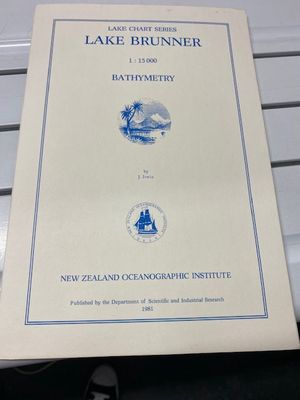 LAKE CHART SERIES
LAKE BRUNNER
1 : 15 000
BATHYMETRY
by
J. Irwin
NEW ZEALAND OCEANOGRAPHIC INSTITUTE
Published by the Department of Scientific and Industrial Research
1981